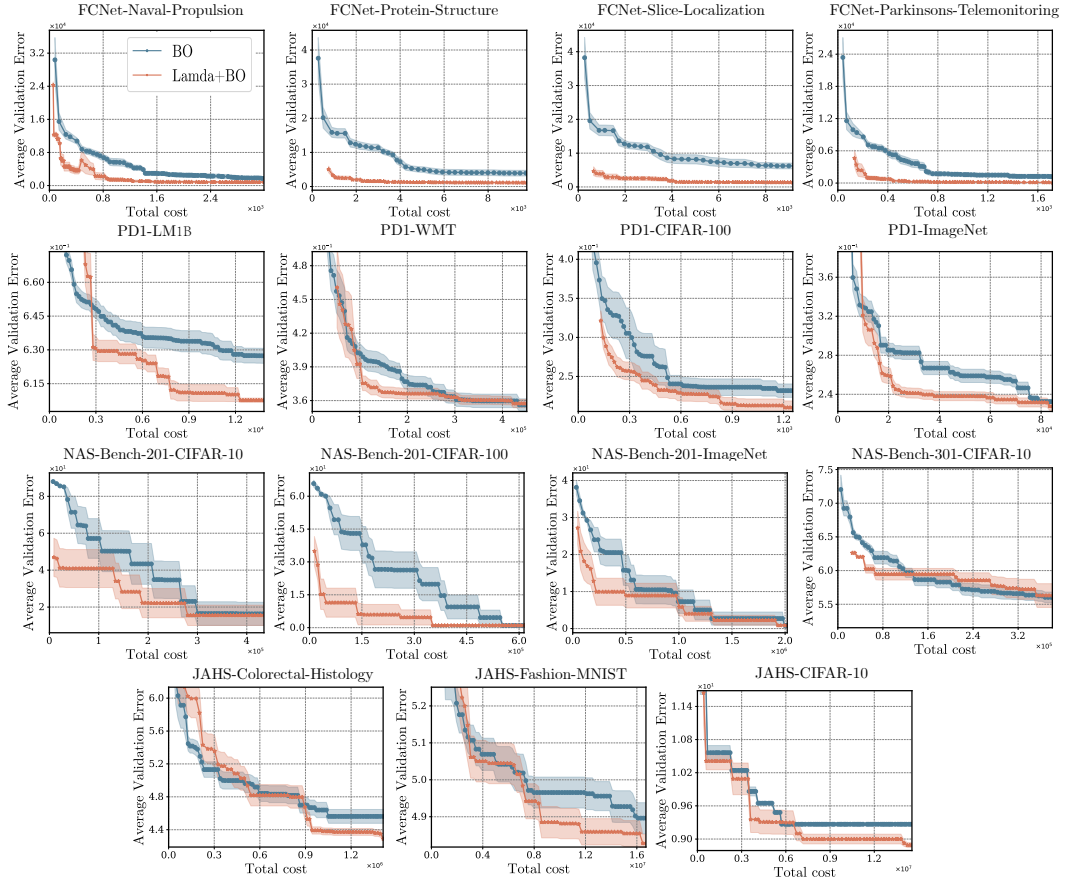 FCNet-Naval-Propulsion
FCNet-Protein-Structure
FCNet-Slice-Localization
FCNet-Parkinsons-Telemonitoring
×10⁴
3.2
2.4
1.6
0.8
0.0
Average Validation Error
BO
Lamda+BO
0.0 0.6 1.2 1.8 2.4 3.0
Total cost
×10³
×10⁴
4
3
2
1
0
Average Validation Error
0 2 4 6 8
Total cost
×10³
×10⁴
4
3
2
1
0
Average Validation Error
0 2 4 6 8
Total cost
×10³
×10⁴
2.4
1.8
1.2
0.6
0.0
Average Validation Error
0.0 0.4 0.8 1.2 1.6
Total cost
×10³
PD1-LM1B
PD1-WMT
PD1-CIFAR-100
PD1-ImageNet
×10⁻¹
6.60
6.45
6.30
6.15
Average Validation Error
0.0 0.3 0.6 0.9 1.2
Total cost
×10⁴
×10⁻¹
4.8
4.5
4.2
3.9
3.6
Average Validation Error
0 1 2 3 4
Total cost
×10⁵
×10⁻¹
4.0
3.5
3.0
2.5
Average Validation Error
0.0 0.3 0.6 0.9 1.2
Total cost
×10³
×10⁻¹
3.6
3.2
2.8
2.4
Average Validation Error
0 2 4 6 8
Total cost
×10⁴
NAS-Bench-201-CIFAR-10
NAS-Bench-201-CIFAR-100
NAS-Bench-201-ImageNet
NAS-Bench-301-CIFAR-10
×10¹
8
6
4
2
Average Validation Error
0 1 2 3 4
Total cost
×10⁵
×10¹
6.0
4.5
3.0
1.5
0.0
Average Validation Error
0.0 1.5 3.0 4.5 6.0
Total cost
×10⁵
×10¹
4
3
2
1
0
Average Validation Error
0.0 0.5 1.0 1.5 2.0
Total cost
×10⁶
7.5
7.0
6.5
6.0
5.5
Average Validation Error
0.0 0.8 1.6 2.4 3.2
Total cost
×10⁵
JAHS-Colorectal-Histology
JAHS-Fashion-MNIST
JAHS-CIFAR-10
6.0
5.6
5.2
4.8
4.4
Average Validation Error
0.0 0.3 0.6 0.9 1.2
Total cost
×10⁶
5.2
5.1
5.0
4.9
Average Validation Error
0.0 0.4 0.8 1.2 1.6
Total cost
×10⁷
×10¹
1.14
1.08
1.02
0.96
0.90
Average Validation Error
0.0 0.3 0.6 0.9 1.2
Total cost
×10⁷